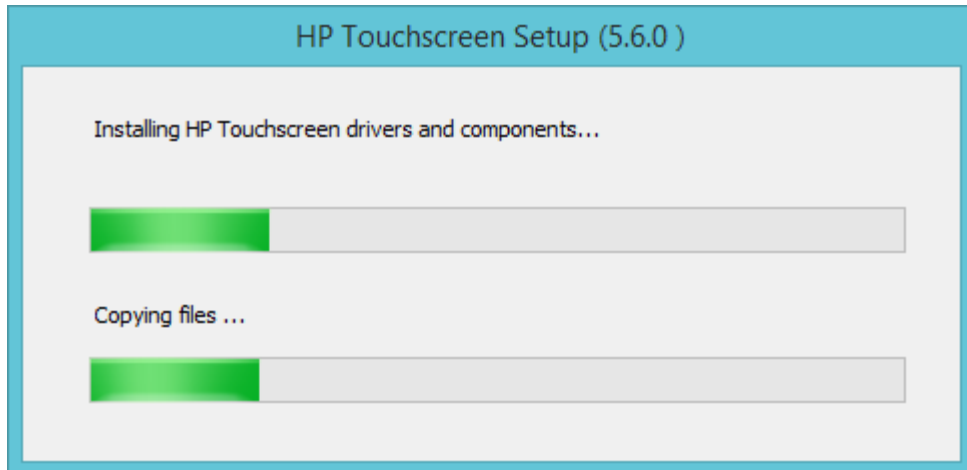 HP Touchscreen Setup (5.6.0 )
Installing HP Touchscreen drivers and components...
Copying files ...